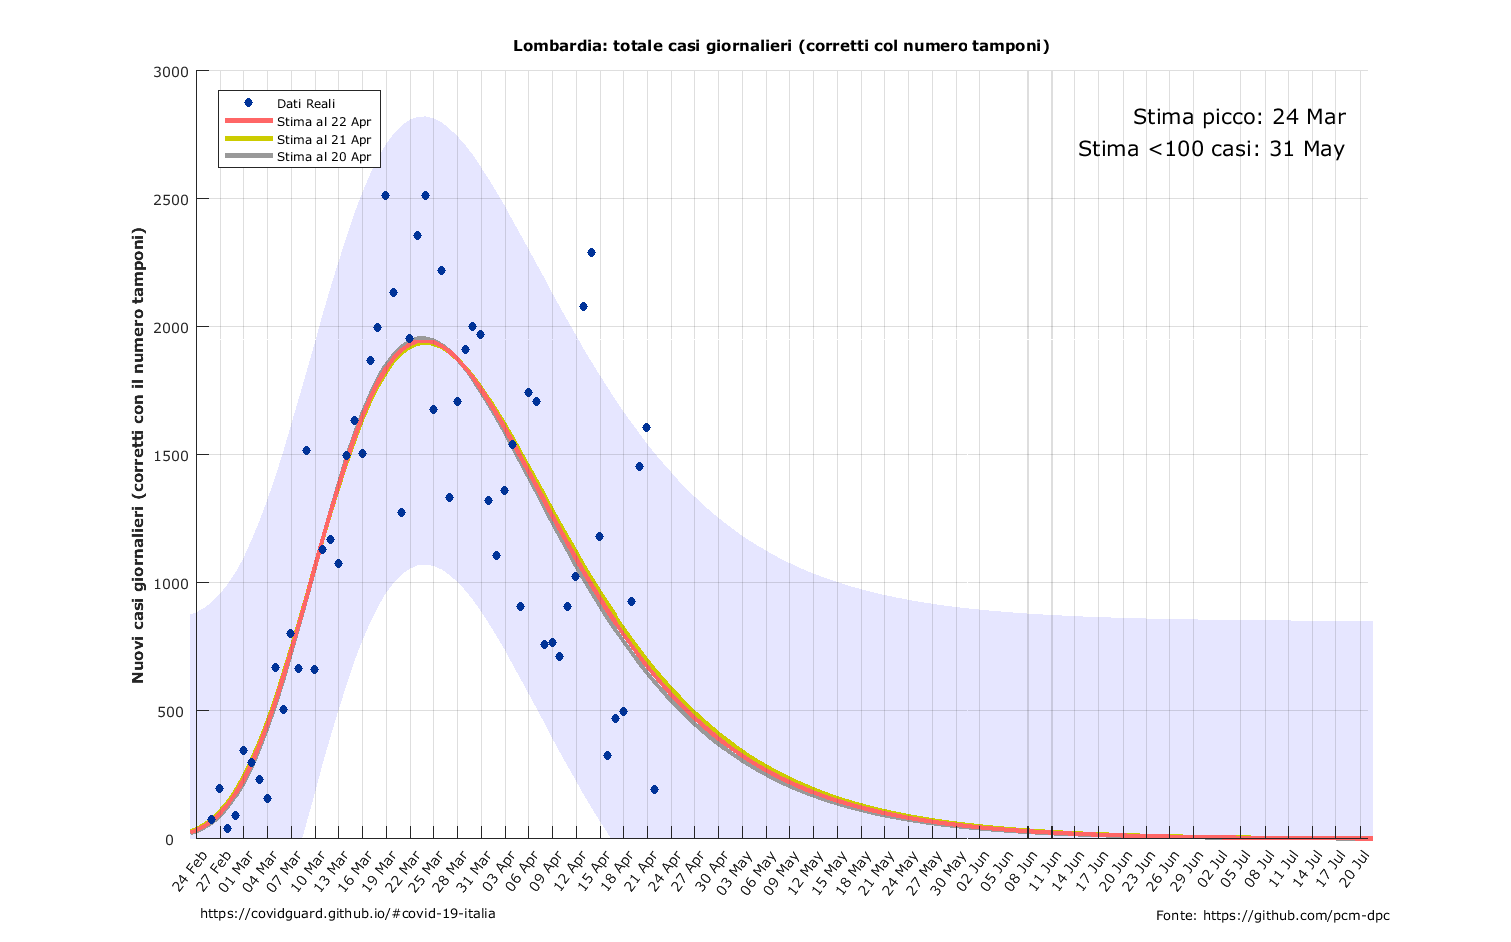 Lombardia: totale casi giornalieri (corretti col numero tamponi)
3000
2500
2000
1500
1000
500
0
Nuovi casi giornalieri (corretti con il numero tamponi)
Dati Reali
Stima al 22 Apr
Stima al 21 Apr
Stima al 20 Apr
Stima picco: 24 Mar
Stima <100 casi: 31 May
24 Feb
27 Feb
01 Mar
04 Mar
07 Mar
10 Mar
13 Mar
16 Mar
19 Mar
22 Mar
25 Mar
28 Mar
31 Mar
03 Apr
06 Apr
09 Apr
12 Apr
15 Apr
18 Apr
21 Apr
24 Apr
27 Apr
30 Apr
03 May
06 May
09 May
12 May
15 May
18 May
21 May
24 May
27 May
30 May
02 Jun
05 Jun
08 Jun
11 Jun
14 Jun
17 Jun
20 Jun
23 Jun
26 Jun
29 Jun
02 Jul
05 Jul
08 Jul
11 Jul
14 Jul
17 Jul
20 Jul
https://covidguard.github.io/#covid-19-italia
Fonte: https://github.com/pcm-dpc